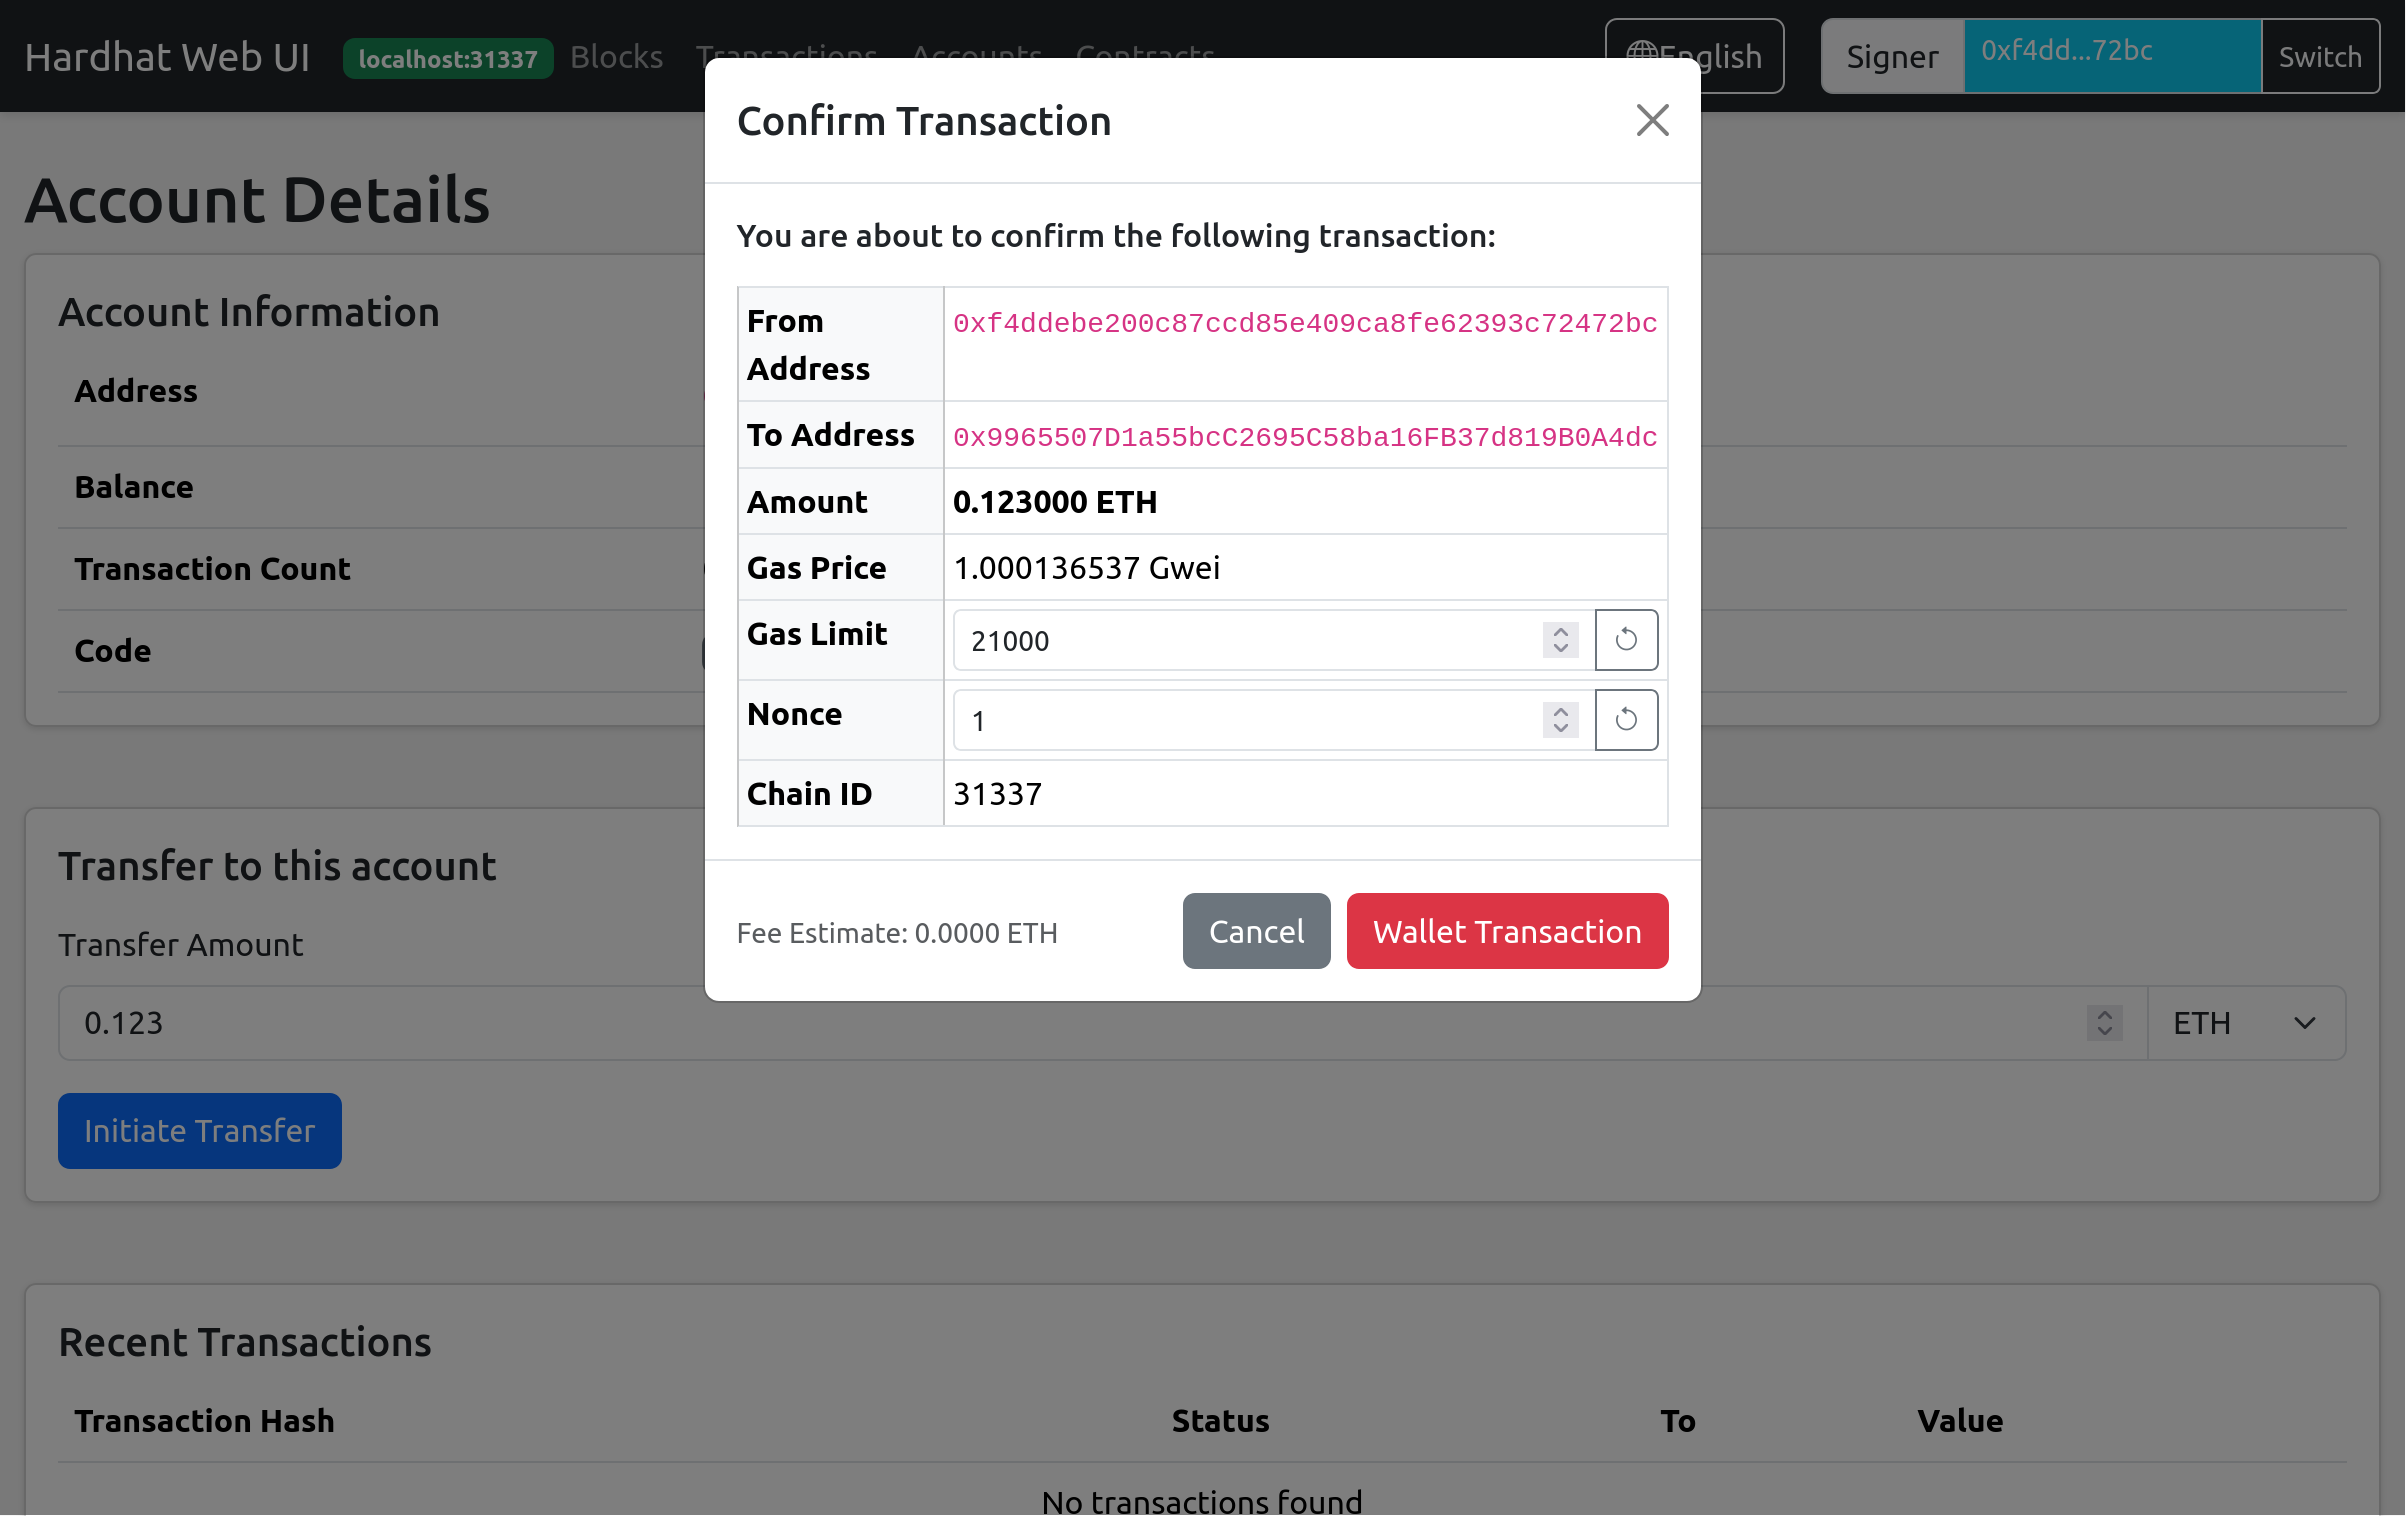 Hardhat Web UI
localhost:31337
Blocks
Transactions
Accounts
Contracts
English
Signer
0xf4dd...72bc
Switch
Confirm Transaction
You are about to confirm the following transaction:
From Address
0xf4ddebe200c87ccd85e409ca8fe62393c72472bc
To Address
0x9965507D1a55bcC2695C58ba16FB37d819B0A4dc
Amount
0.123000 ETH
Gas Price
1.000136537 Gwei
Gas Limit
21000
Nonce
1
Chain ID
31337
Fee Estimate: 0.0000 ETH
Cancel
Wallet Transaction
Account Details
Account Information
Address
Balance
Transaction Count
Code
Transfer to this account
Transfer Amount
0.123
ETH
Initiate Transfer
Recent Transactions
Transaction Hash
Status
To
Value
No transactions found